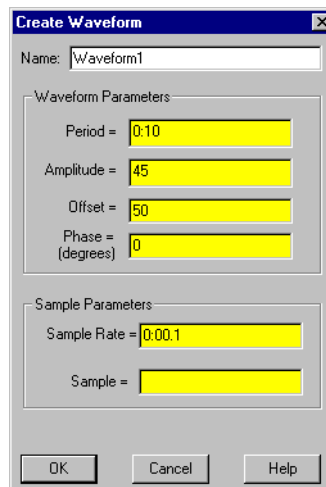 Create Waveform
Name: Waveform1
Waveform Parameters
Period = 0:10
Amplitude = 45
Offset = 50
Phase = 0
(degrees)
Sample Parameters
Sample Rate = 0:00.1
Sample =
OK Cancel Help